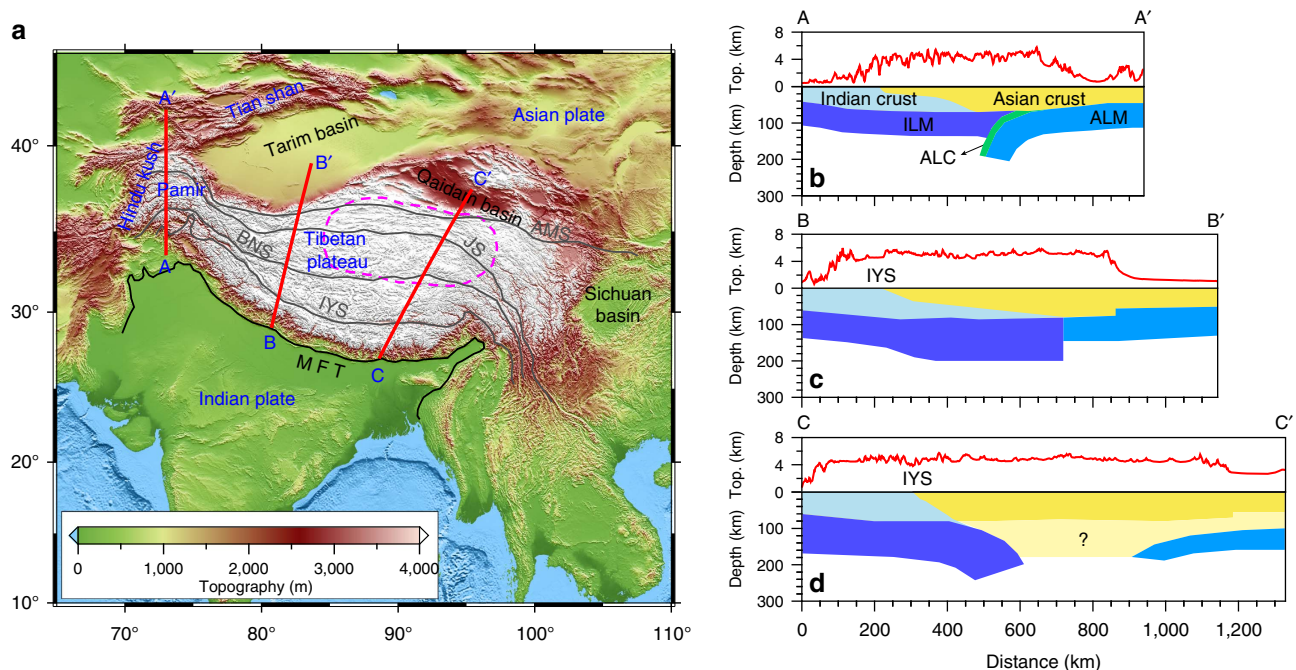 a
A′
Tian shan
Asian plate
Tarim basin
40°
B′
Hindu Kush
Pamir
Qaidam basin
C′
AMS
BNS
JS
Tibetan
plateau
A
IYS
Sichuan
basin
30°
B
MFT
C
Indian plate
20°
0 1,000 2,000 3,000 4,000
Topography (m)
10°
70° 80° 90° 100° 110°
A A′
8
4
0
Top. (km)
Indian crust Asian crust
ILM ALM
ALC
100
200
300
Depth (km)
b
B B′
8
4
0
Top. (km)
IYS
100
200
300
Depth (km)
c
C C′
8
4
0
Top. (km)
IYS
?
100
200
300
Depth (km)
d
0 200 400 600 800 1,000 1,200
Distance (km)